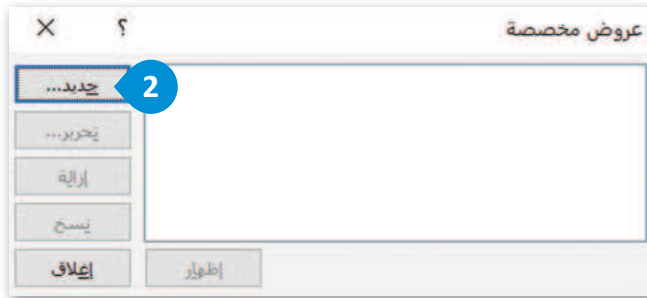 عروض مخصصة
؟
جديد...
2
تحرير...
إزالة
نسخ
إظهار
إغلاق